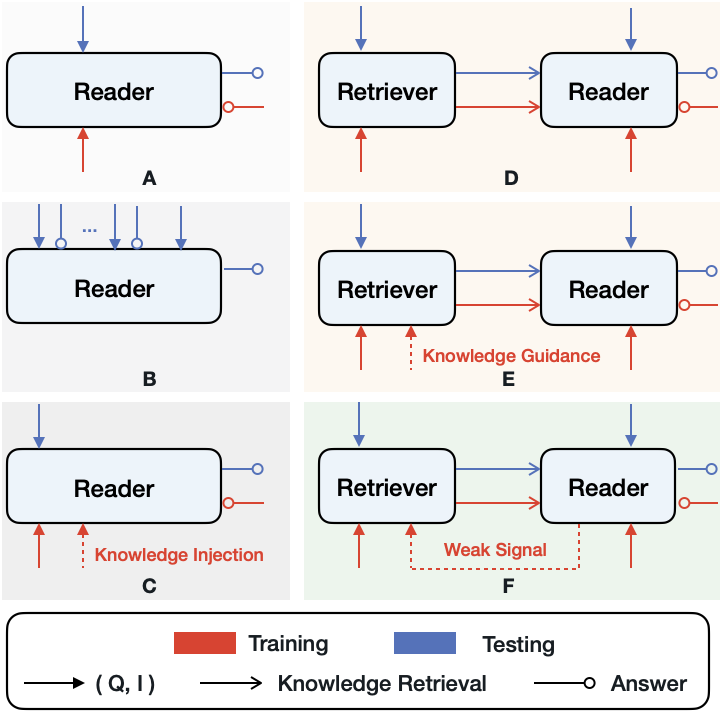 Reader
A
...
Reader
B
Reader
Knowledge Injection
C
Retriever
Reader
D
Retriever
Reader
Knowledge Guidance
E
Retriever
Reader
Weak Signal
F
Training
Testing
( Q, I )
Knowledge Retrieval
Answer